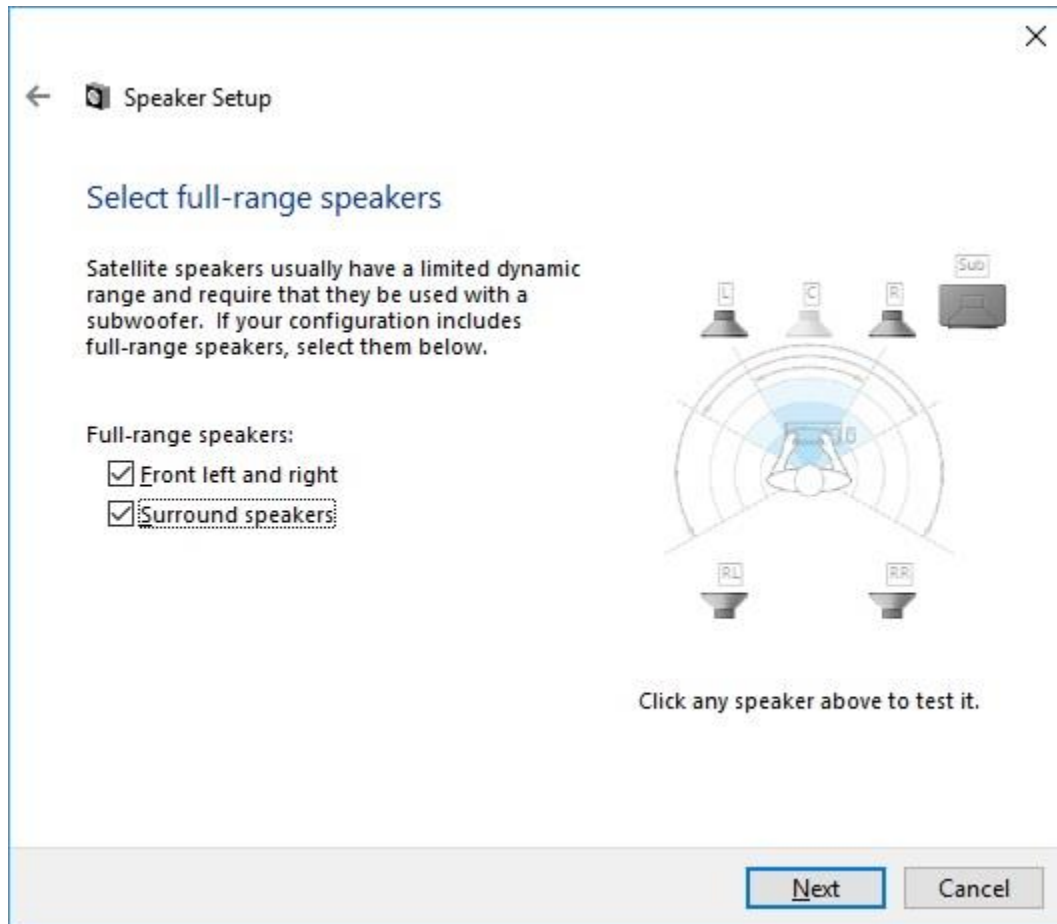 Speaker Setup
Select full-range speakers
Satellite speakers usually have a limited dynamic
range and require that they be used with a
subwoofer.  If your configuration includes
full-range speakers, select them below.
Full-range speakers:
Front left and right
Surround speakers
Sub
L
C
R
RL
RR
Click any speaker above to test it.
Next
Cancel